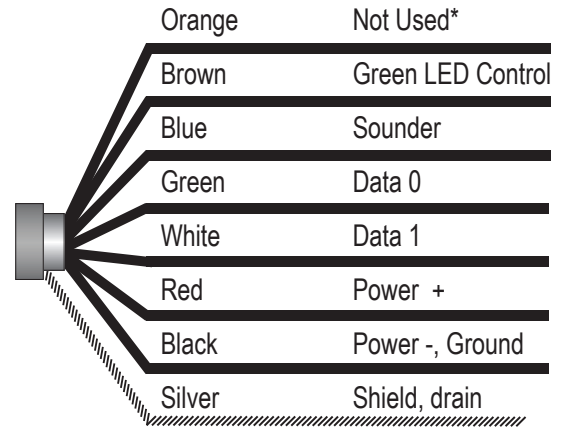 Orange Not Used*
Brown Green LED Control
Blue Sounder
Green Data 0
White Data 1
Red Power +
Black Power -, Ground
Silver Shield, drain